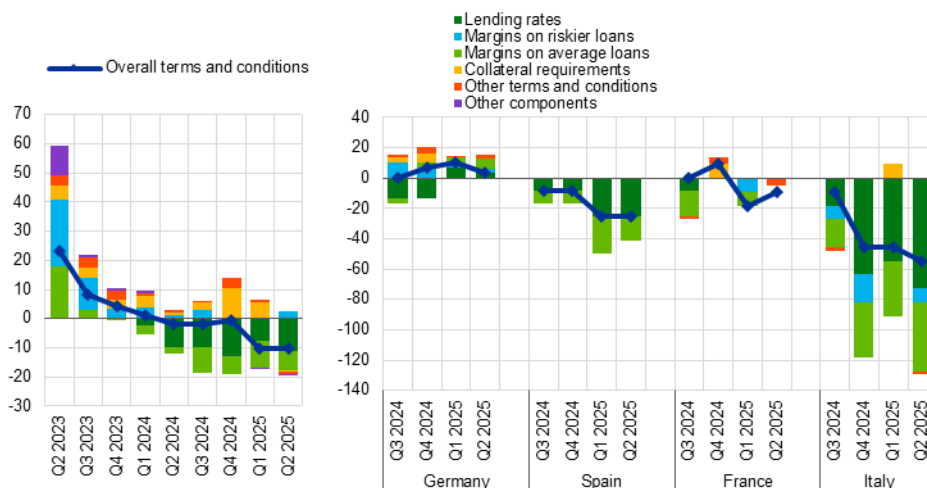 Lending rates
Margins on riskier loans
Margins on average loans
Collateral requirements
Other terms and conditions
Other components
Overall terms and conditions
70
60
50
40
30
20
10
0
-10
-20
-30
Q2 2023
Q3 2023
Q4 2023
Q1 2024
Q2 2024
Q3 2024
Q4 2024
Q1 2025
Q2 2025
40
20
0
-20
-40
-60
-80
-100
-120
-140
Q3 2024
Q4 2024
Q1 2025
Q2 2025
Q3 2024
Q4 2024
Q1 2025
Q2 2025
Q3 2024
Q4 2024
Q1 2025
Q2 2025
Q3 2024
Q4 2024
Q1 2025
Q2 2025
Germany Spain France Italy